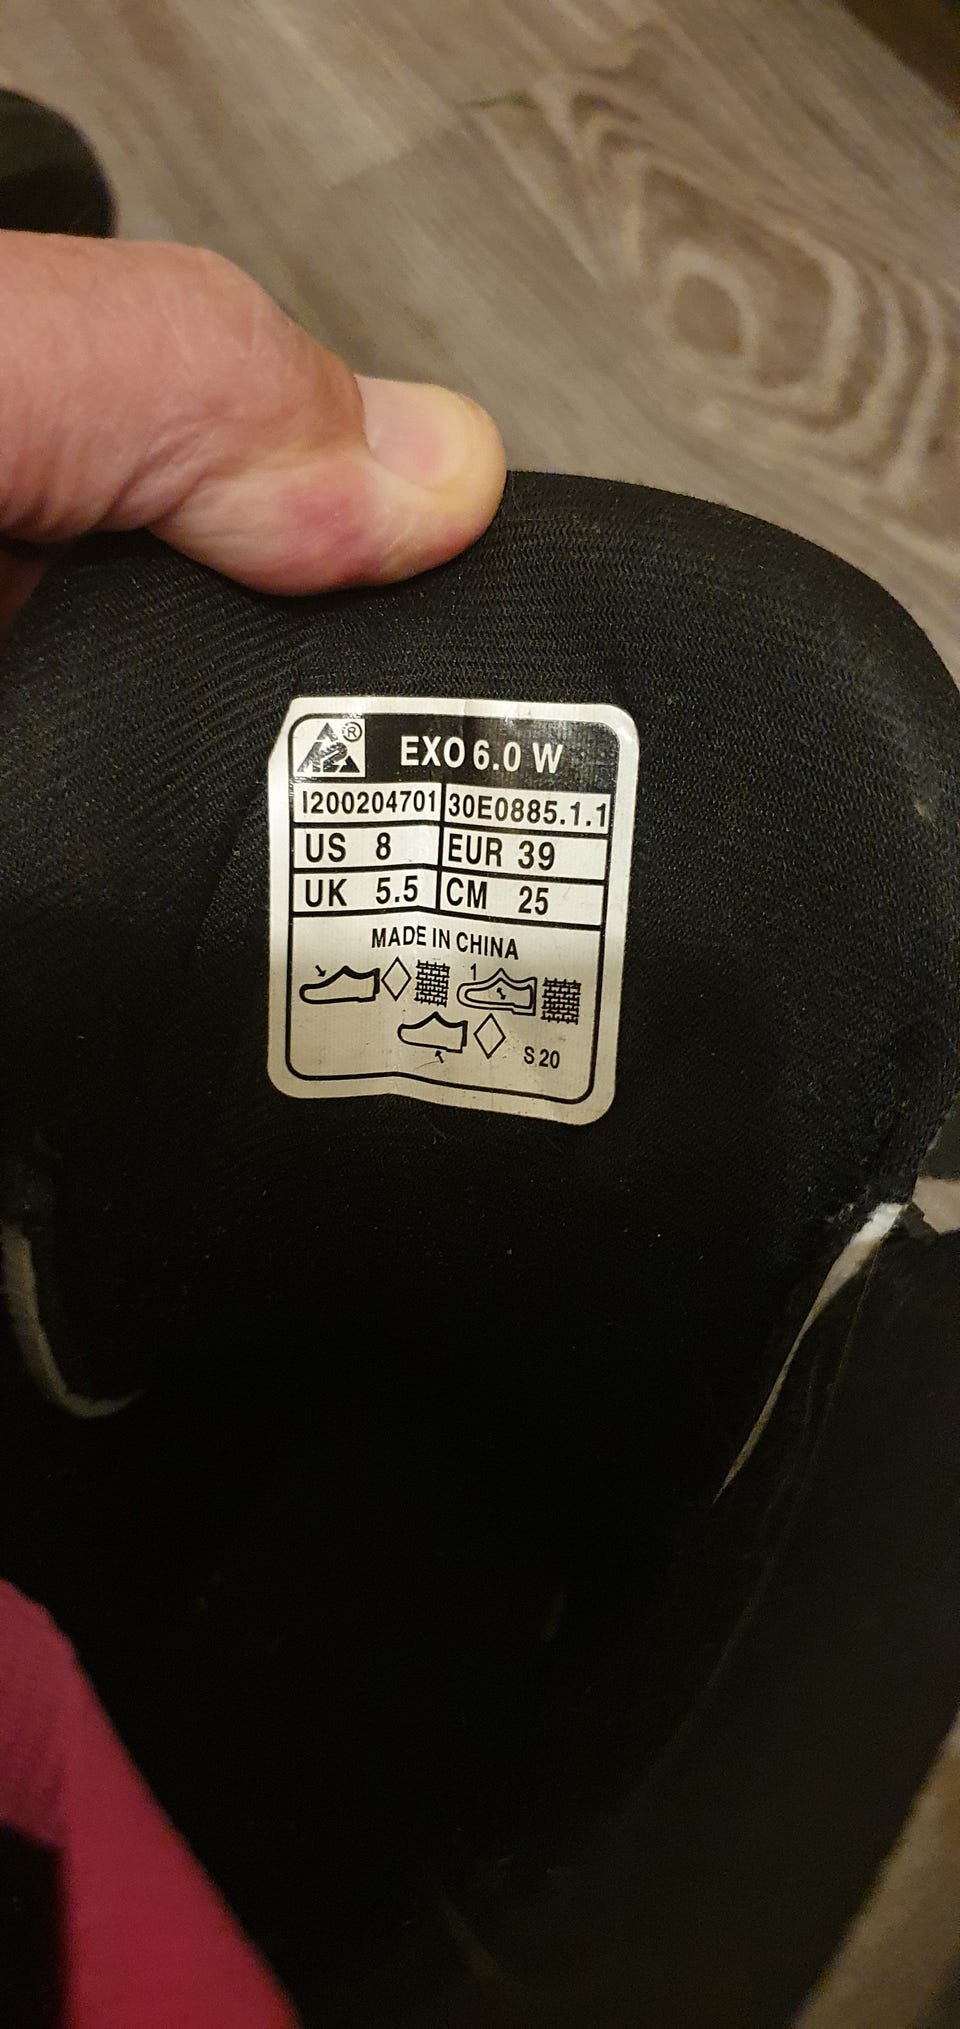 ®
EXO 6.0 W
I200204701 30E0885.1.1
US 8 EUR 39
UK 5.5 CM 25
MADE IN CHINA
1
S 20